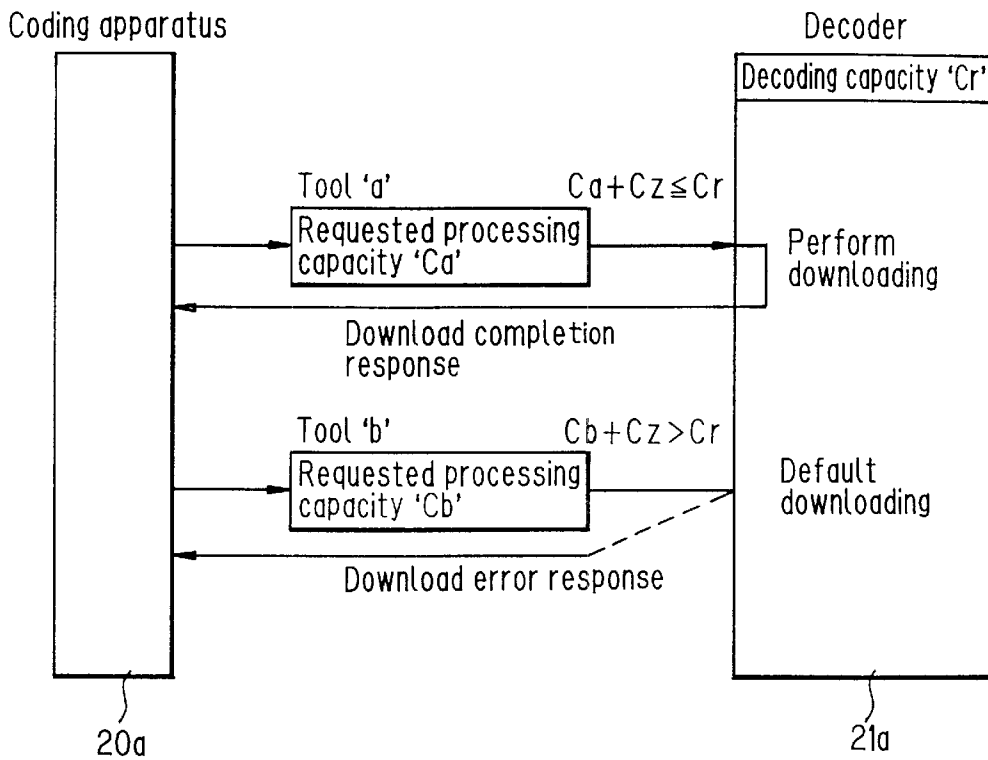 Coding apparatus
Decoder
Decoding capacity ‘Cr’
Tool ‘a’
Ca+Cz≦Cr
Requested processing
capacity ‘Ca’
Perform
downloading
Download completion
response
Tool ‘b’
Cb+Cz>Cr
Requested processing
capacity ‘Cb’
Default
downloading
Download error response
20a
21a